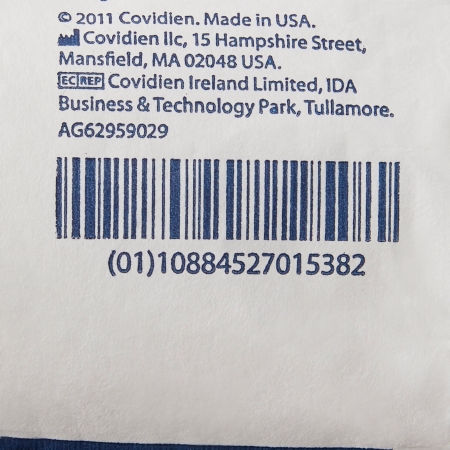 © 2011 Covidien. Made in USA.
Covidien llc, 15 Hampshire Street,
Mansfield, MA 02048 USA.
EC REP Covidien Ireland Limited, IDA
Business & Technology Park, Tullamore.
AG62959029
(01)10884527015382